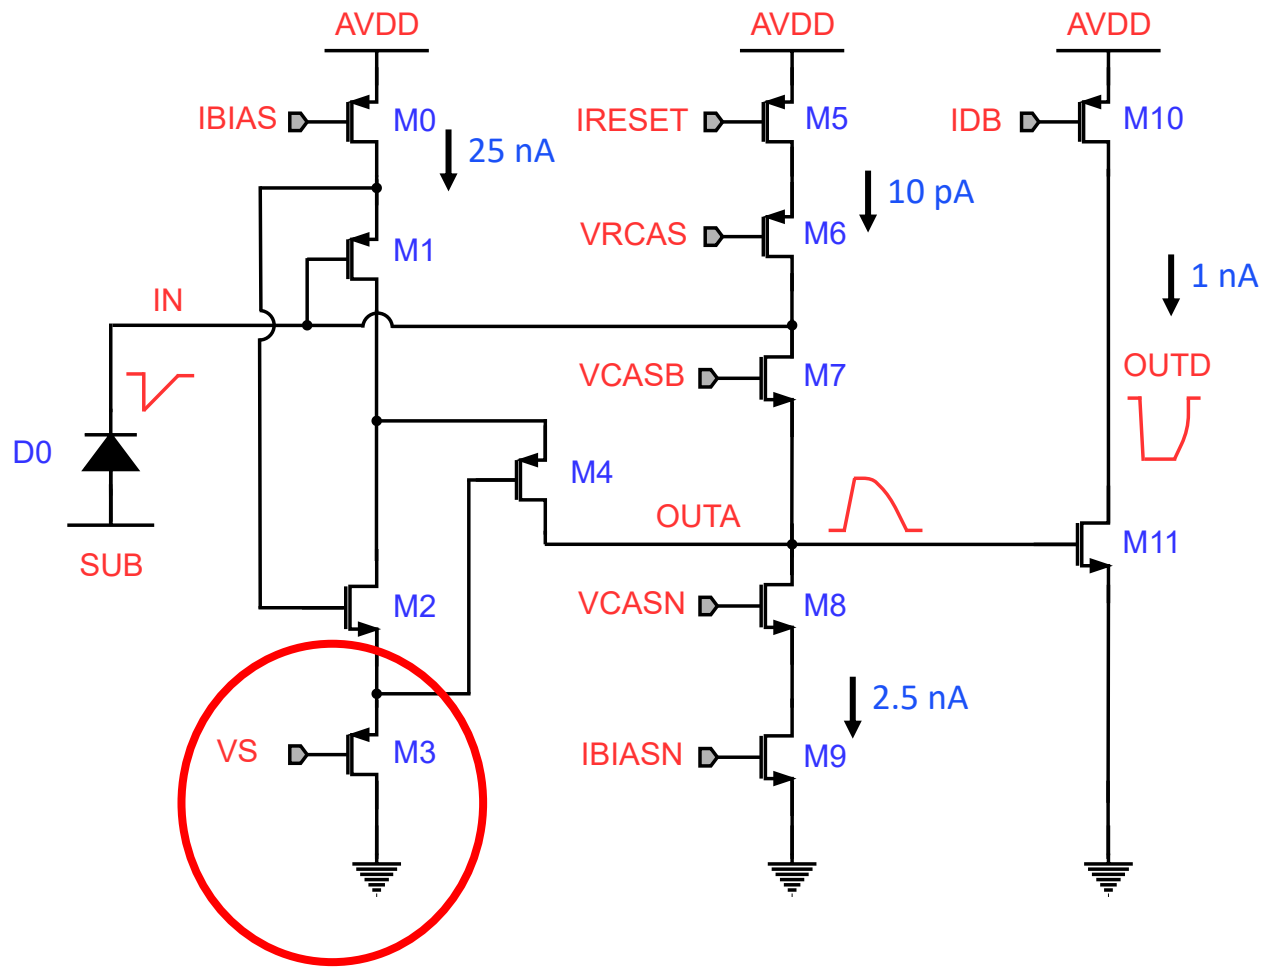 AVDD
AVDD
AVDD
IBIAS
M0
25 nA
IRESET
M5
IDB
M10
10 pA
VRCAS
M6
M1
1 nA
IN
VCASB
M7
OUTD
D0
M4
OUTA
SUB
M11
M2
VCASN
M8
2.5 nA
VS
M3
IBIASN
M9